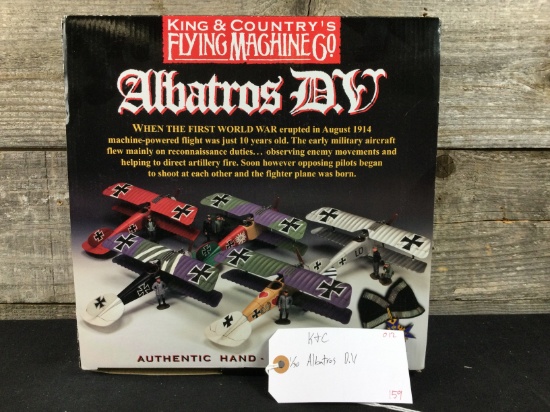 KING & COUNTRY'S
FLYING MACHINE CO
Albatros D.V
WHEN THE FIRST WORLD WAR erupted in August 1914
machine-powered flight was just 10 years old. The early military aircraft
flew mainly on reconnaissance duties... observing enemy movements and
helping to direct artillery fire. Soon however opposing pilots began
to shoot at each other and the fighter plane was born.
AUTHENTIC HAND-
K+C
1/30 Albatros D.V
159